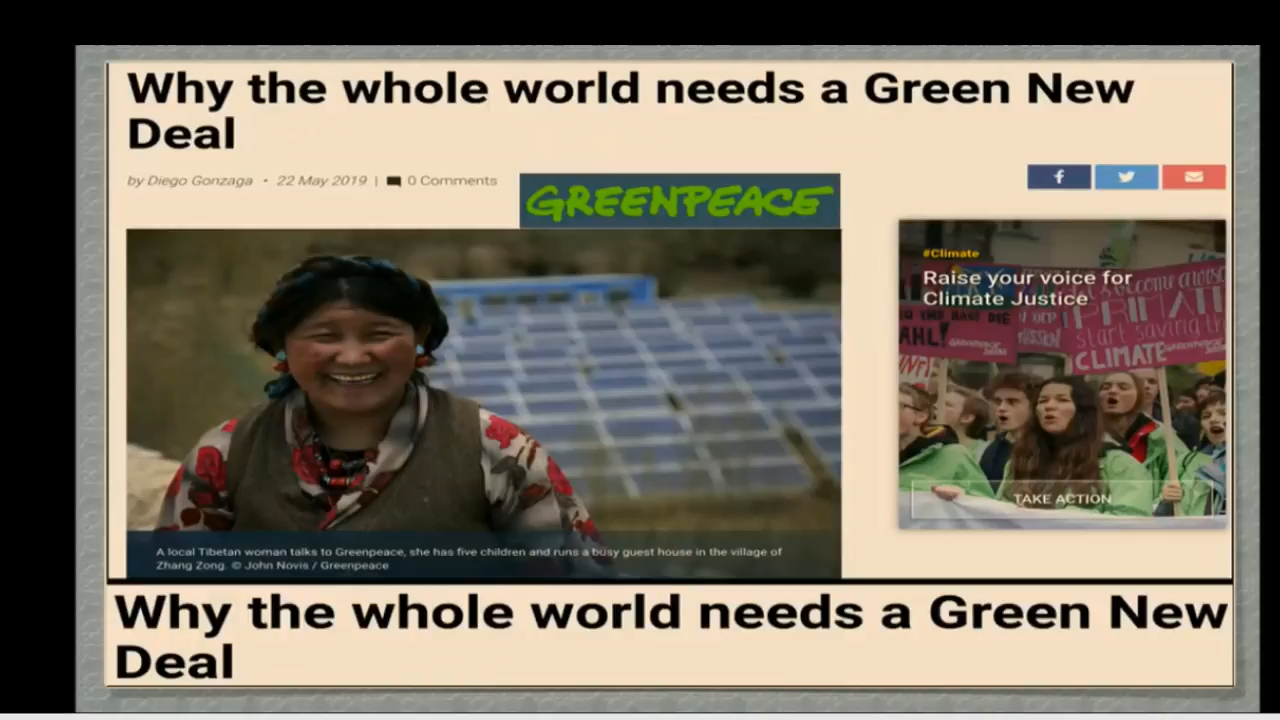 Why the whole world needs a Green New
Deal
by Diego Gonzaga • 22 May 2019 | 0 Comments
GREENPEACE
#Climate
Raise your voice for
Climate Justice
AHL!
GREENPEACE
start saving the
CLIMATE
TAKE ACTION
A local Tibetan woman talks to Greenpeace, she has five children and runs a busy guest house in the village of
Zhang Zong. © John Novis / Greenpeace
Why the whole world needs a Green New
Deal